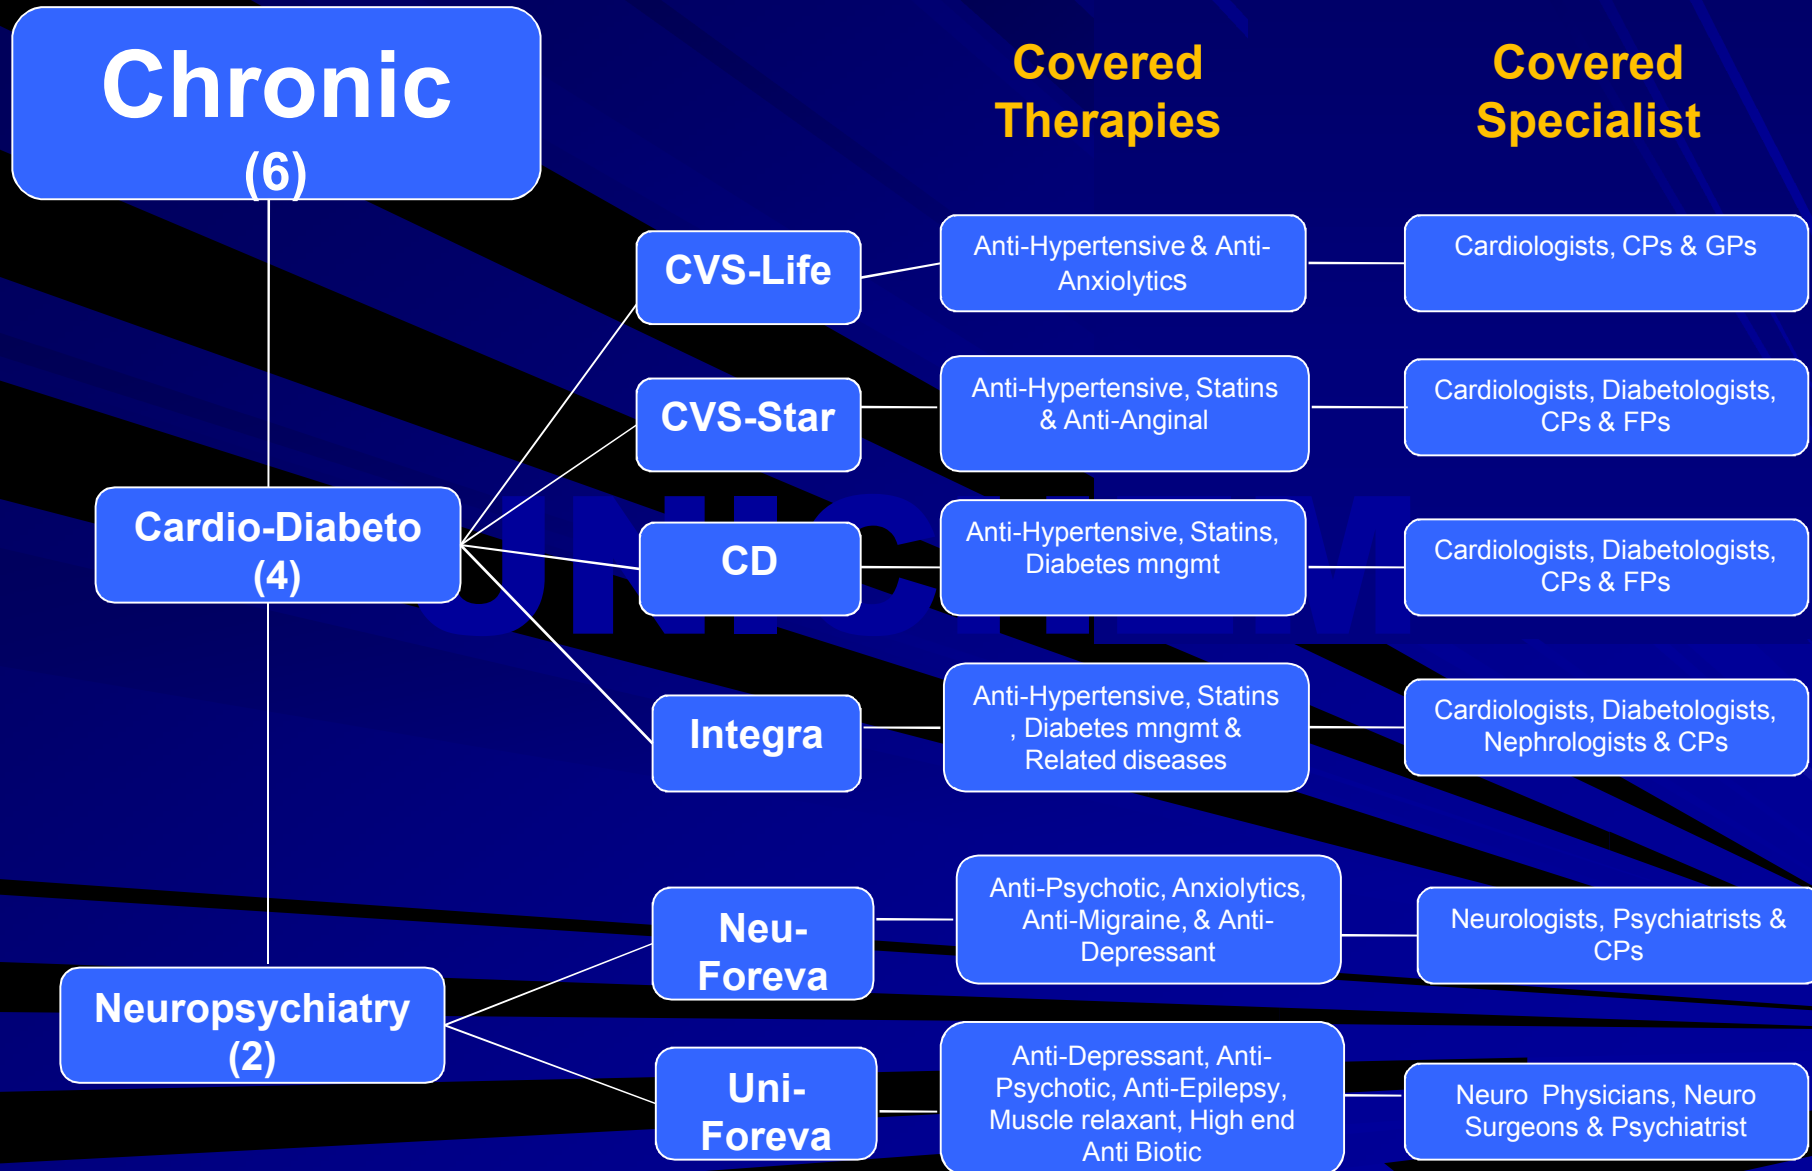 Chronic
(6)
Covered
Therapies
Covered
Specialist
CVS-Life
Anti-Hypertensive & Anti-
Anxiolytics
Cardiologists, CPs & GPs
CVS-Star
Anti-Hypertensive, Statins
& Anti-Anginal
Cardiologists, Diabetologists,
CPs & FPs
Cardio-Diabeto
(4)
UNICHEM
CD
Anti-Hypertensive, Statins,
Diabetes mngmt
Cardiologists, Diabetologists,
CPs & FPs
Integra
Anti-Hypertensive, Statins
, Diabetes mngmt &
Related diseases
Cardiologists, Diabetologists,
Nephrologists & CPs
Neuropsychiatry
(2)
Neu-
Foreva
Anti-Psychotic, Anxiolytics,
Anti-Migraine, & Anti-
Depressant
Neurologists, Psychiatrists &
CPs
Uni-
Foreva
Anti-Depressant, Anti-
Psychotic, Anti-Epilepsy,
Muscle relaxant, High end
Anti Biotic
Neuro  Physicians, Neuro
Surgeons & Psychiatrist